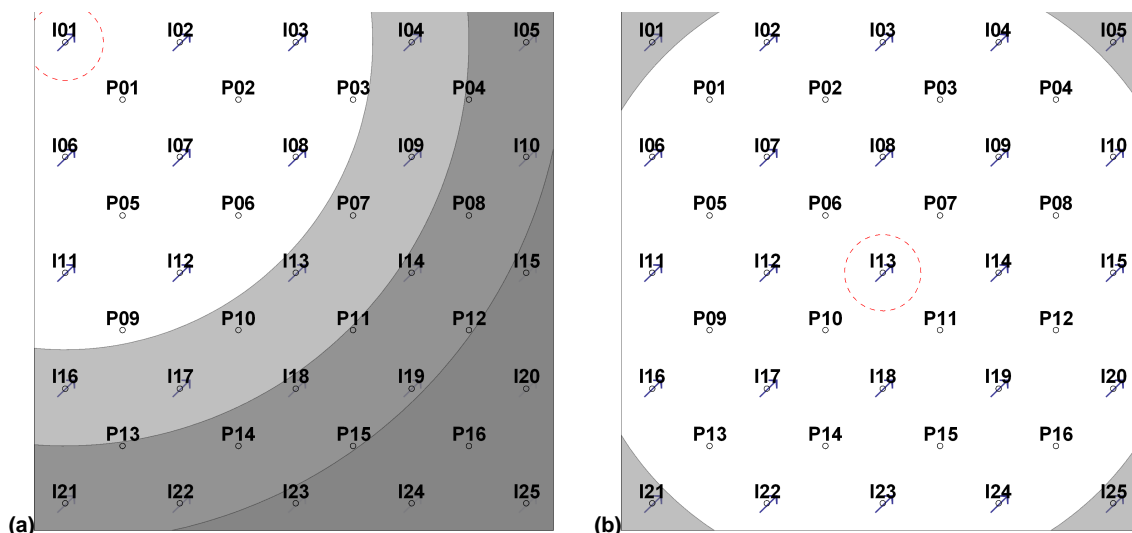 I01 I02 I03 I04 I05
P01 P02 P03 P04
I06 I07 I08 I09 I10
P05 P06 P07 P08
I11 I12 I13 I14 I15
P09 P10 P11 P12
I16 I17 I18 I19 I20
P13 P14 P15 P16
I21 I22 I23 I24 I25
(a)
I01 I02 I03 I04 I05
P01 P02 P03 P04
I06 I07 I08 I09 I10
P05 P06 P07 P08
I11 I12 I13 I14 I15
P09 P10 P11 P12
I16 I17 I18 I19 I20
P13 P14 P15 P16
I21 I22 I23 I24 I25
(b)